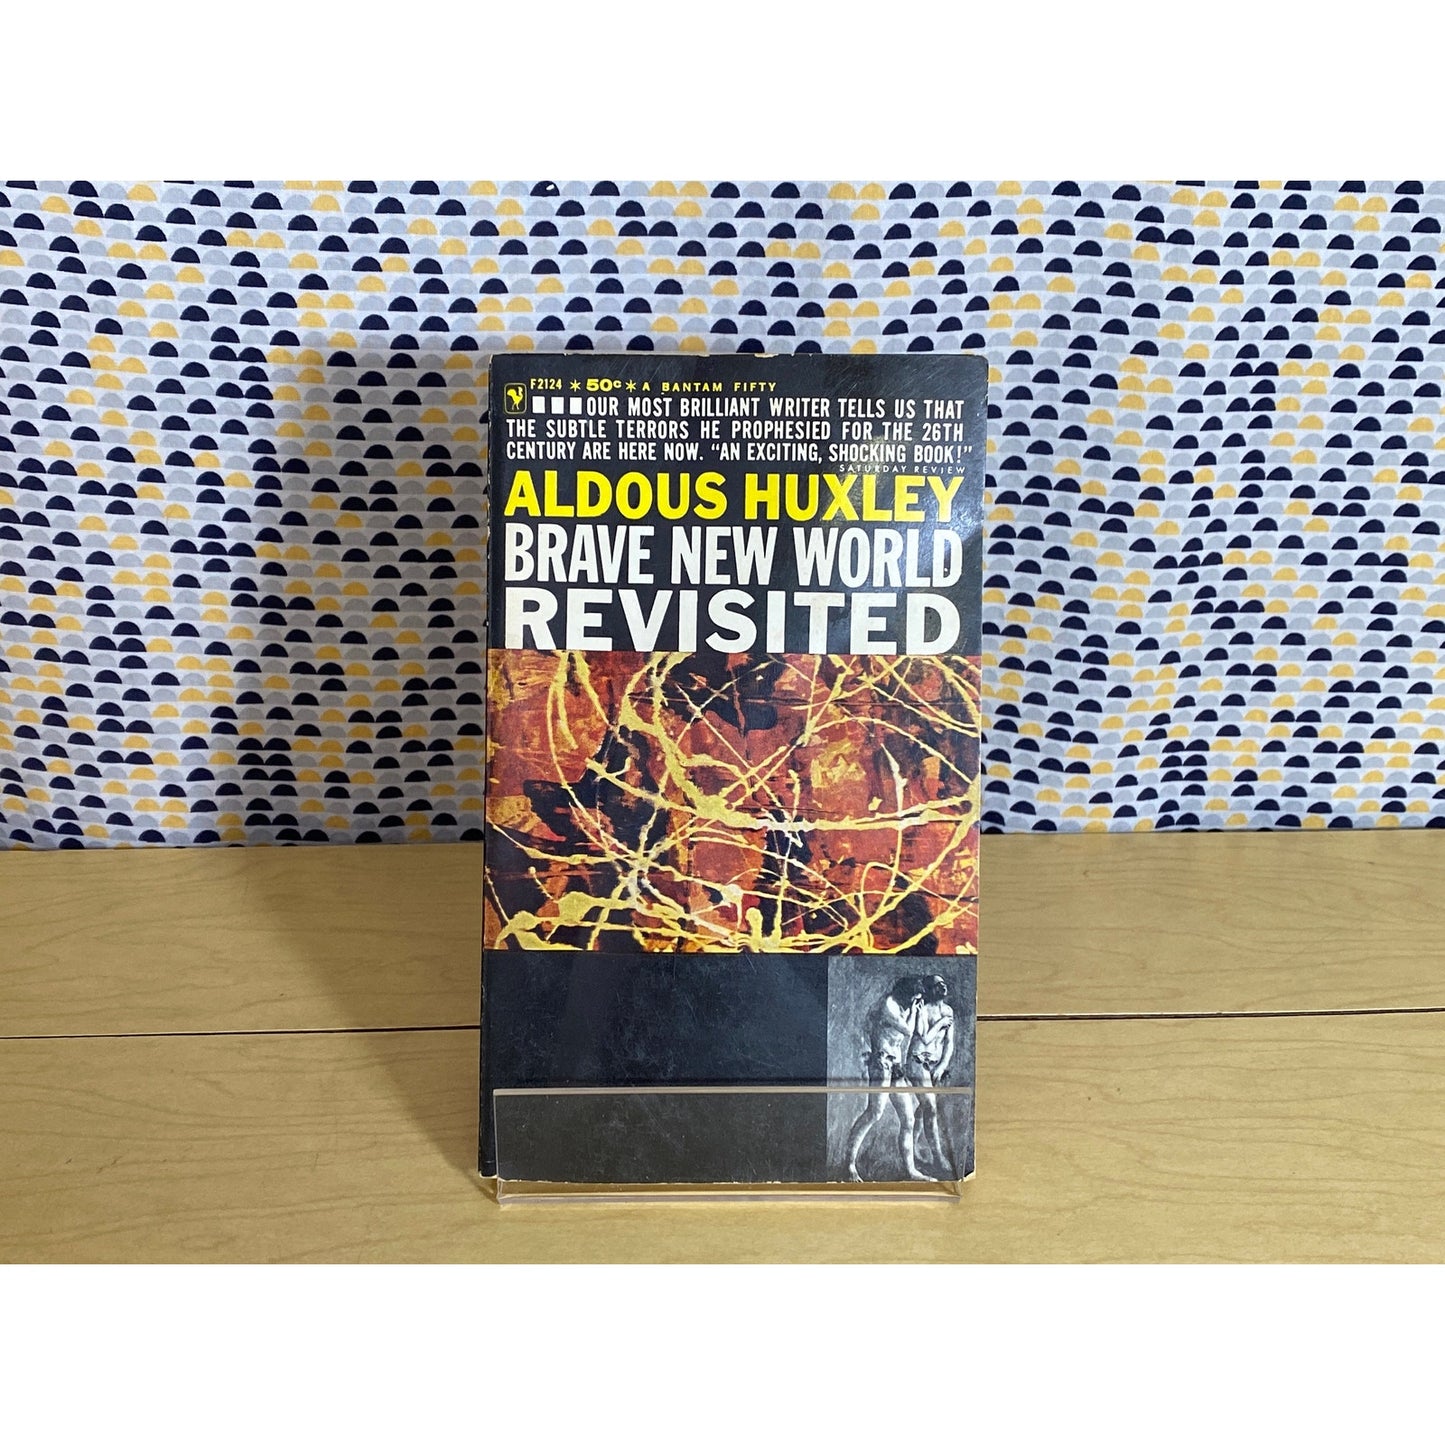 F2124 * 50¢ * A BANTAM FIFTY
■ ■ ■ OUR MOST BRILLIANT WRITER TELLS US THAT
THE SUBTLE TERRORS HE PROPHESIED FOR THE 26TH
CENTURY ARE HERE NOW. "AN EXCITING, SHOCKING BOOK!"
SATURDAY REVIEW
ALDOUS HUXLEY
BRAVE NEW WORLD
REVISITED